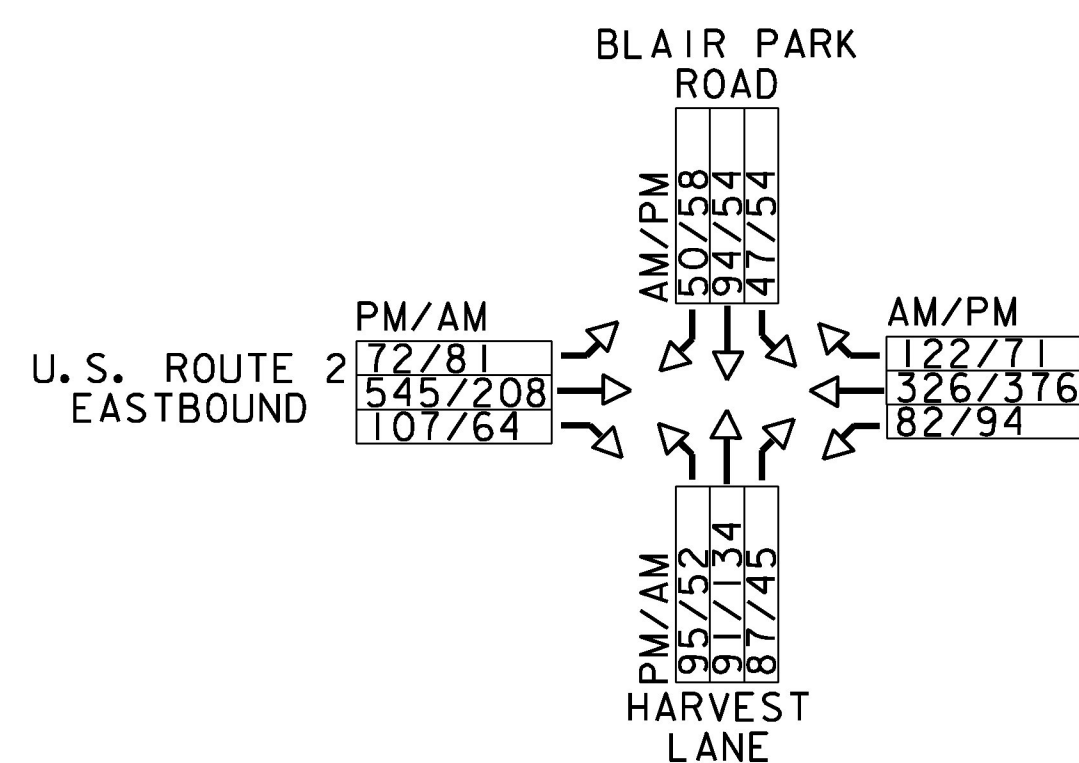 BLAIR PARK
ROAD
AM/PM
50/58
94/54
47/54
PM/AM
U.S. ROUTE 2
EASTBOUND
72/81
545/208
107/64
AM/PM
122/71
326/376
82/94
PM/AM
95/52
91/134
87/45
HARVEST
LANE